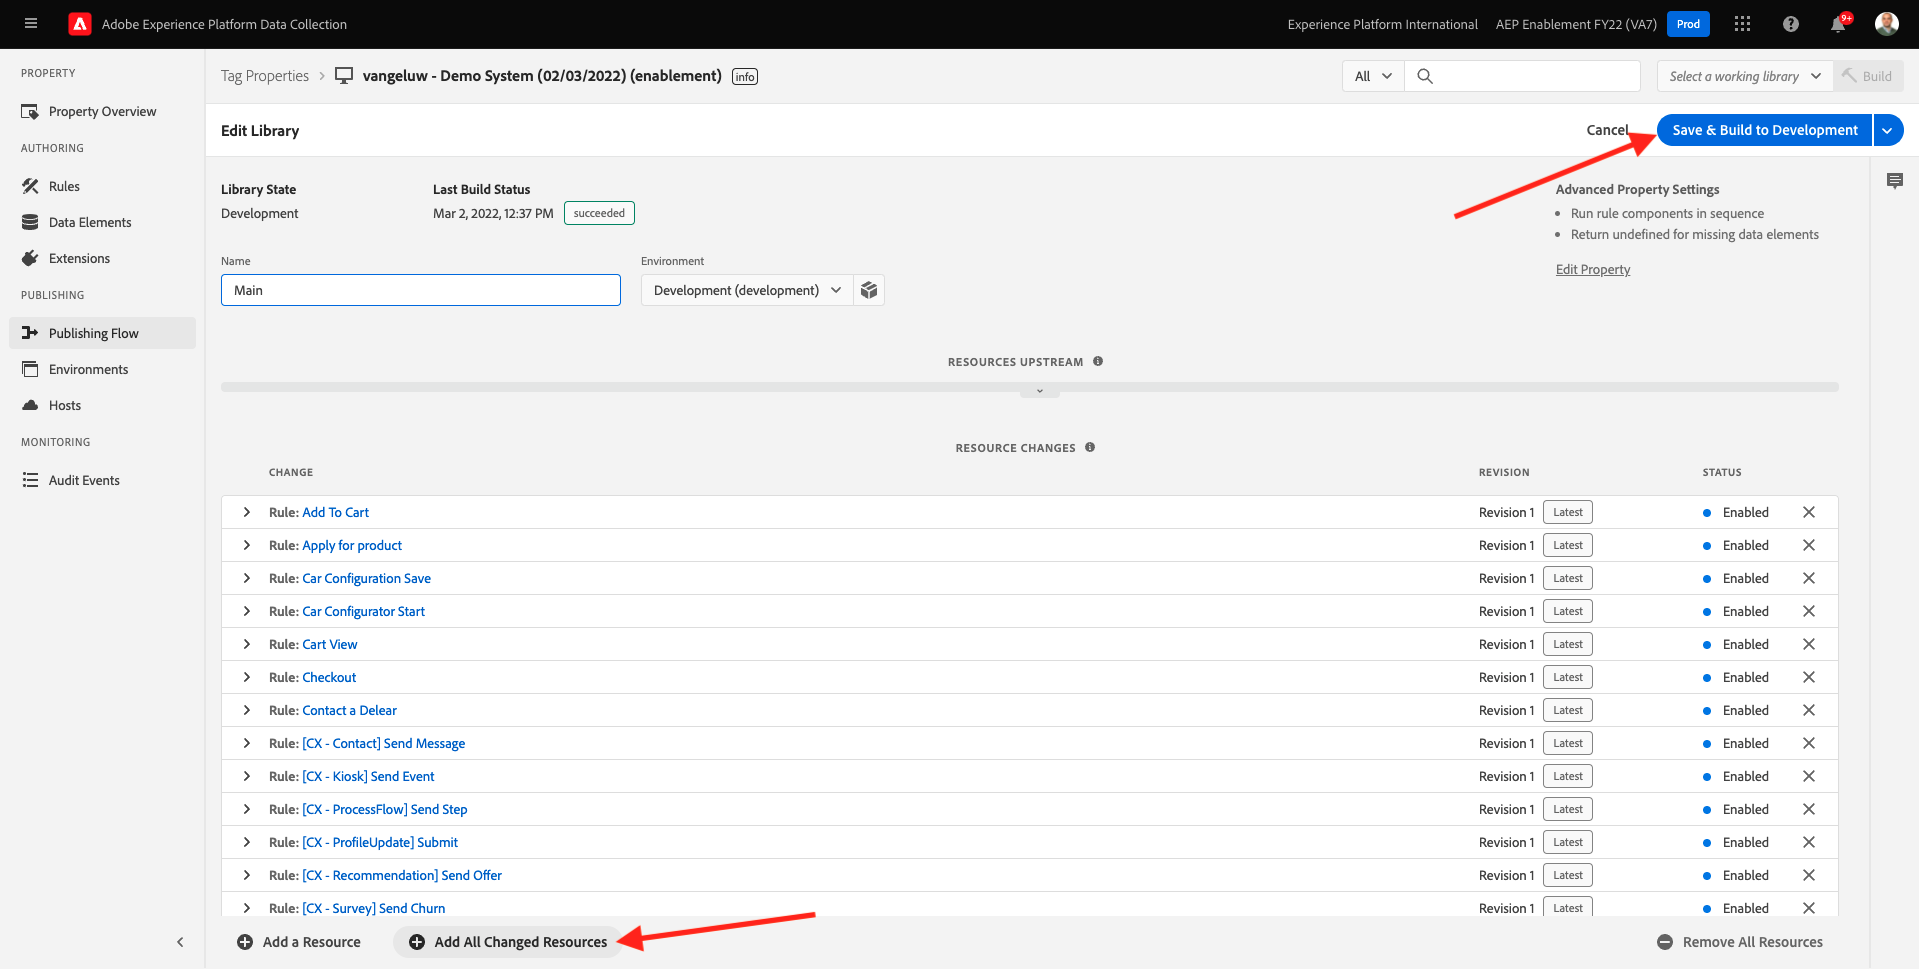 Adobe Experience Platform Data Collection
Experience Platform International
AEP Enablement FY22 (VA7)
Prod
9+
PROPERTY
Property Overview
AUTHORING
Rules
Data Elements
Extensions
PUBLISHING
Publishing Flow
Environments
Hosts
MONITORING
Audit Events
Tag Properties
vangeluw - Demo System (02/03/2022) (enablement)
info
All
Select a working library
Build
Edit Library
Cancel
Save & Build to Development
Library State
Development
Last Build Status
Mar 2, 2022, 12:37 PM
succeeded
Advanced Property Settings
• Run rule components in sequence
• Return undefined for missing data elements
Edit Property
Name
Main
Environment
Development (development)
RESOURCES UPSTREAM
RESOURCE CHANGES
CHANGE REVISION STATUS
Rule: Add To Cart Revision 1 Latest Enabled
Rule: Apply for product Revision 1 Latest Enabled
Rule: Car Configuration Save Revision 1 Latest Enabled
Rule: Car Configurator Start Revision 1 Latest Enabled
Rule: Cart View Revision 1 Latest Enabled
Rule: Checkout Revision 1 Latest Enabled
Rule: Contact a Delear Revision 1 Latest Enabled
Rule: [CX - Contact] Send Message Revision 1 Latest Enabled
Rule: [CX - Kiosk] Send Event Revision 1 Latest Enabled
Rule: [CX - ProcessFlow] Send Step Revision 1 Latest Enabled
Rule: [CX - ProfileUpdate] Submit Revision 1 Latest Enabled
Rule: [CX - Recommendation] Send Offer Revision 1 Latest Enabled
Rule: [CX - Survey] Send Churn Revision 1 Latest Enabled
Add a Resource
Add All Changed Resources
Remove All Resources